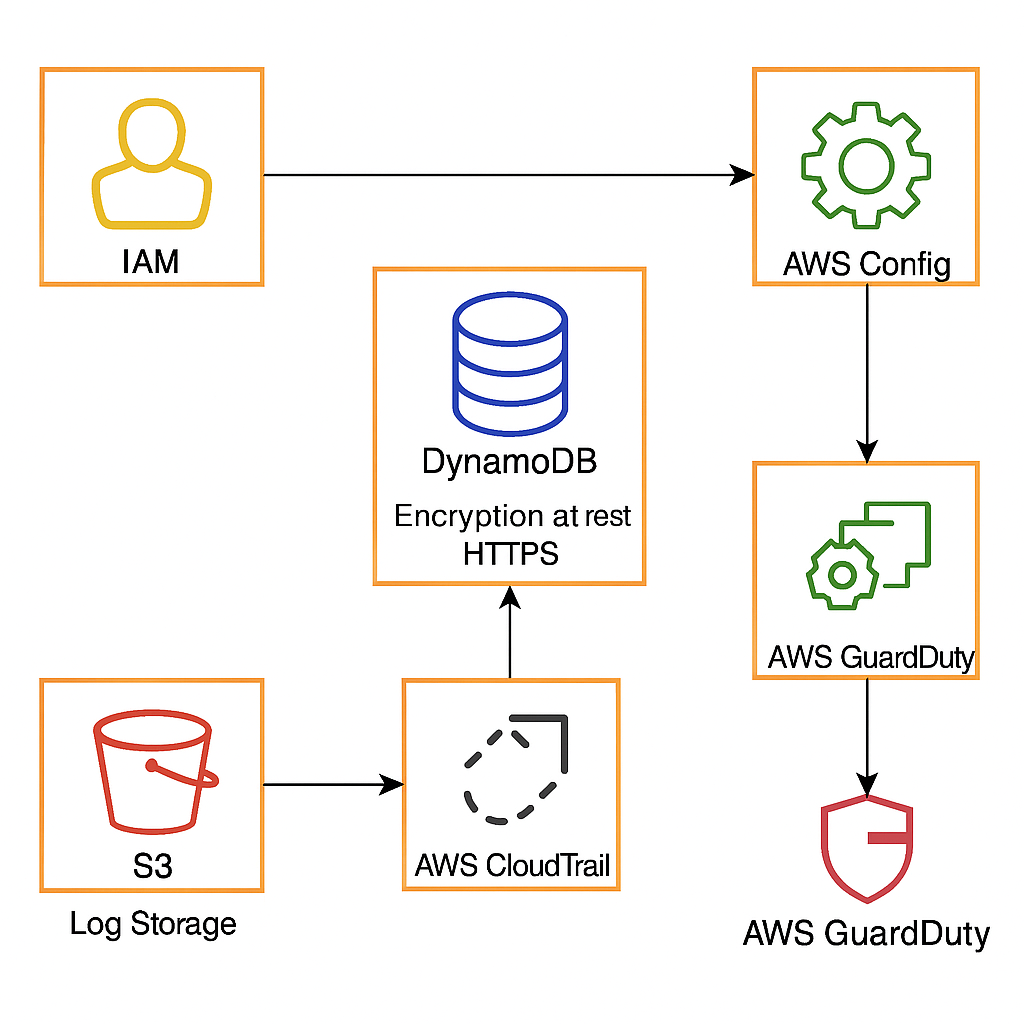 IAM
AWS Config
DynamoDB
Encryption at rest
HTTPS
AWS GuardDuty
S3
Log Storage
AWS CloudTrail
AWS GuardDuty